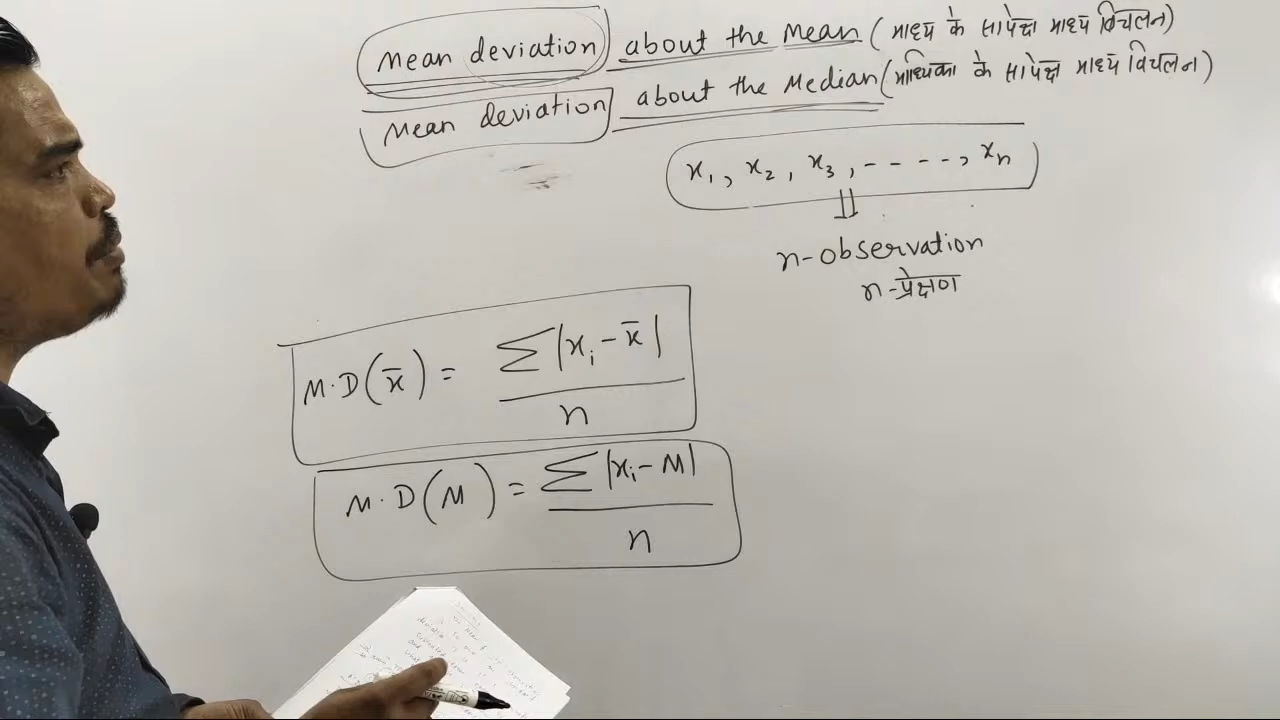 Mean deviation about the Mean (माध्य के सापेक्ष माध्य विचलन)
Mean deviation about the Median (माध्यिका के सापेक्ष माध्य विचलन)
x₁, x₂, x₃, - - - -, xₙ
n-observation
n-प्रेक्षण
M.D(x̄) = Σ|xᵢ - x̄| / n
M.D(M) = Σ|xᵢ - M| / n